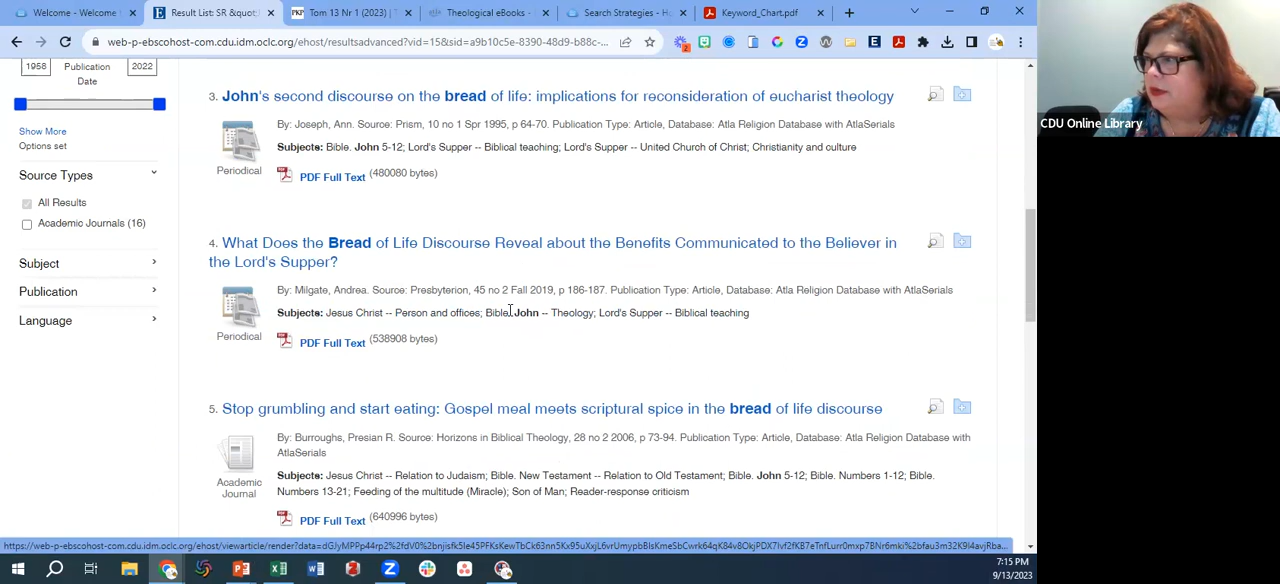 Welcome - Welcome
Result List: SR &quot
PKP
Tom 13 Nr 1 (2023) | T
Theological eBooks -
Search Strategies - H
Keyword_Chart.pdf
web-p-ebscohost-com.cdu.idm.oclc.org/ehost/resultsadvanced?vid=15&sid=a9b10c5e-8390-48d9-b88c-...
1958
Publication
Date
2022
Show More
Options set
Source Types
All Results
Academic Journals (16)
Subject
Publication
Language
3. John's second discourse on the bread of life: implications for reconsideration of eucharist theology
By: Joseph, Ann. Source: Prism, 10 no 1 Spr 1995, p 64-70. Publication Type: Article, Database: Atla Religion Database with AtlaSerials
Subjects: Bible. John 5-12; Lord's Supper -- Biblical teaching; Lord's Supper -- United Church of Christ; Christianity and culture
Periodical
PDF Full Text (480080 bytes)
4. What Does the Bread of Life Discourse Reveal about the Benefits Communicated to the Believer in
the Lord's Supper?
By: Milgate, Andrea. Source: Presbyterion, 45 no 2 Fall 2019, p 186-187. Publication Type: Article, Database: Atla Religion Database with AtlaSerials
Subjects: Jesus Christ -- Person and offices; Bible. John -- Theology; Lord's Supper -- Biblical teaching
Periodical
PDF Full Text (538908 bytes)
5. Stop grumbling and start eating: Gospel meal meets scriptural spice in the bread of life discourse
By: Burroughs, Presian R. Source: Horizons in Biblical Theology, 28 no 2 2006, p 73-94. Publication Type: Article, Database: Atla Religion Database with
AtlaSerials
Subjects: Jesus Christ -- Relation to Judaism; Bible. New Testament -- Relation to Old Testament; Bible. John 5-12; Bible. Numbers 1-12; Bible.
Numbers 13-21; Feeding of the multitude (Miracle); Son of Man; Reader-response criticism
Academic
Journal
PDF Full Text (640996 bytes)
CDU Online Library
7:15 PM
9/13/2023